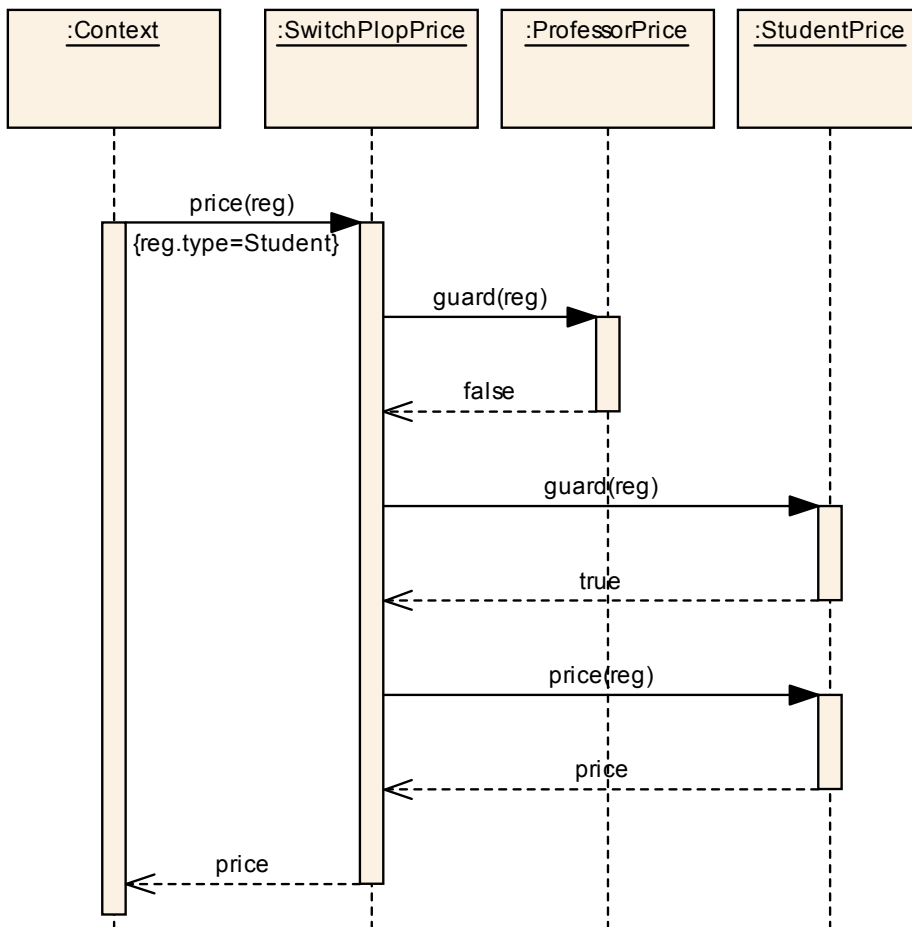 :Context
:SwitchPlopPrice
:ProfessorPrice
:StudentPrice
price(reg)
{reg.type=Student}
guard(reg)
false
guard(reg)
true
price(reg)
price
price